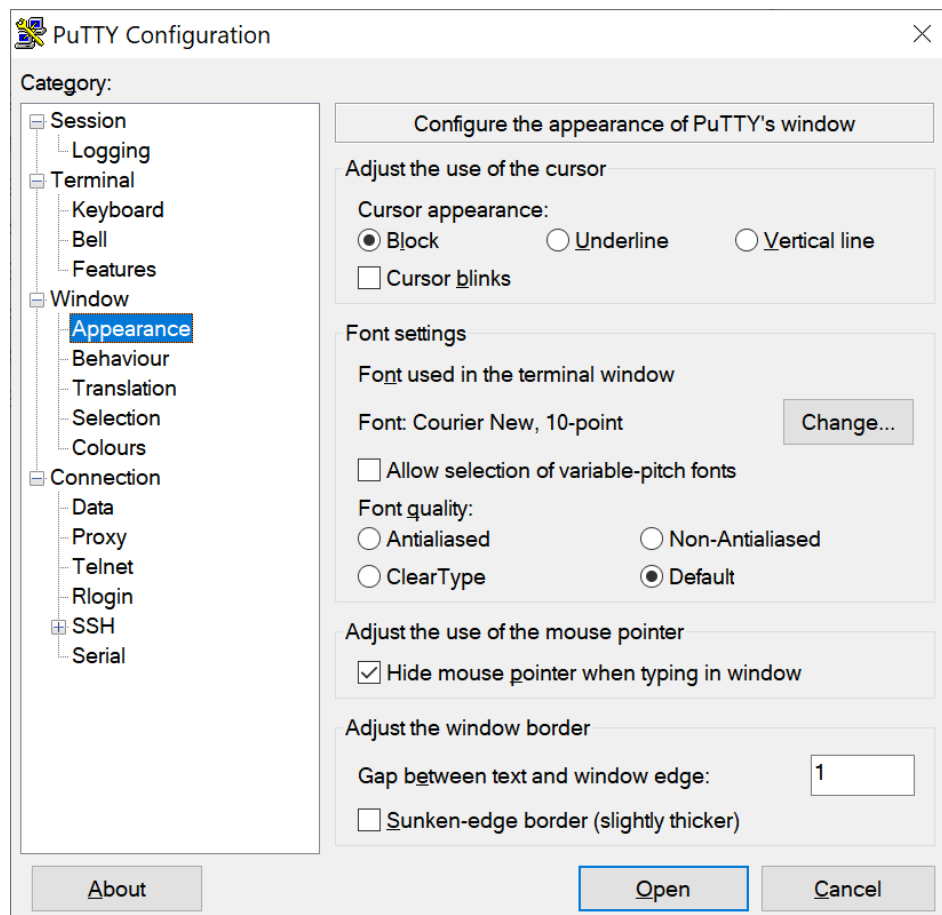 PuTTY Configuration
Category:
Session
Logging
Terminal
Keyboard
Bell
Features
Window
Appearance
Behaviour
Translation
Selection
Colours
Connection
Data
Proxy
Telnet
Rlogin
SSH
Serial
Configure the appearance of PuTTY's window
Adjust the use of the cursor
Cursor appearance:
Block Underline Vertical line
Cursor blinks
Font settings
Font used in the terminal window
Font: Courier New, 10-point Change...
Allow selection of variable-pitch fonts
Font quality:
Antialiased Non-Antialiased
ClearType Default
Adjust the use of the mouse pointer
Hide mouse pointer when typing in window
Adjust the window border
Gap between text and window edge: 1
Sunken-edge border (slightly thicker)
About Open Cancel